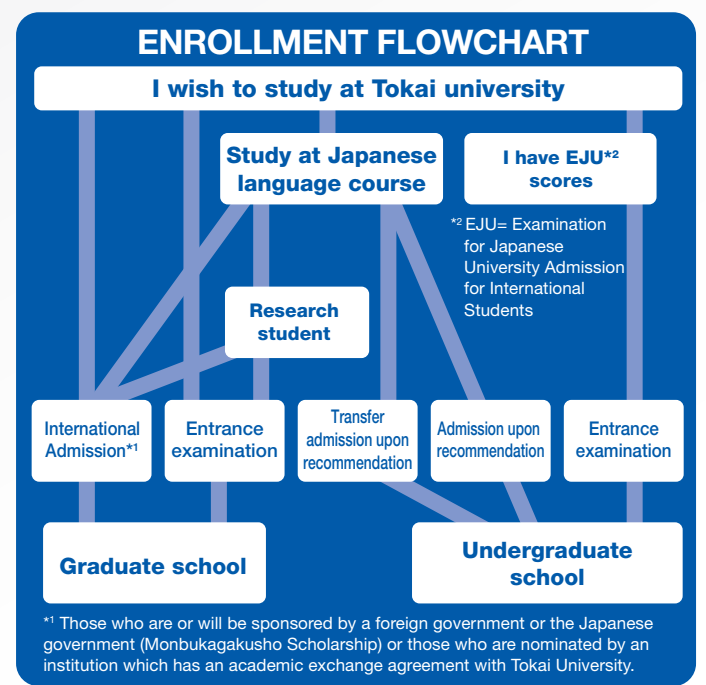 ENROLLMENT FLOWCHART
I wish to study at Tokai university
Study at Japanese
language course
I have EJU*2
scores
*2 EJU= Examination
for Japanese
University Admission
for International
Students
Research
student
International
Admission*1
Entrance
examination
Transfer
admission upon
recommendation
Admission upon
recommendation
Entrance
examination
Graduate school
Undergraduate
school
*1 Those who are or will be sponsored by a foreign government or the Japanese
government (Monbukagakusho Scholarship) or those who are nominated by an
institution which has an academic exchange agreement with Tokai University.